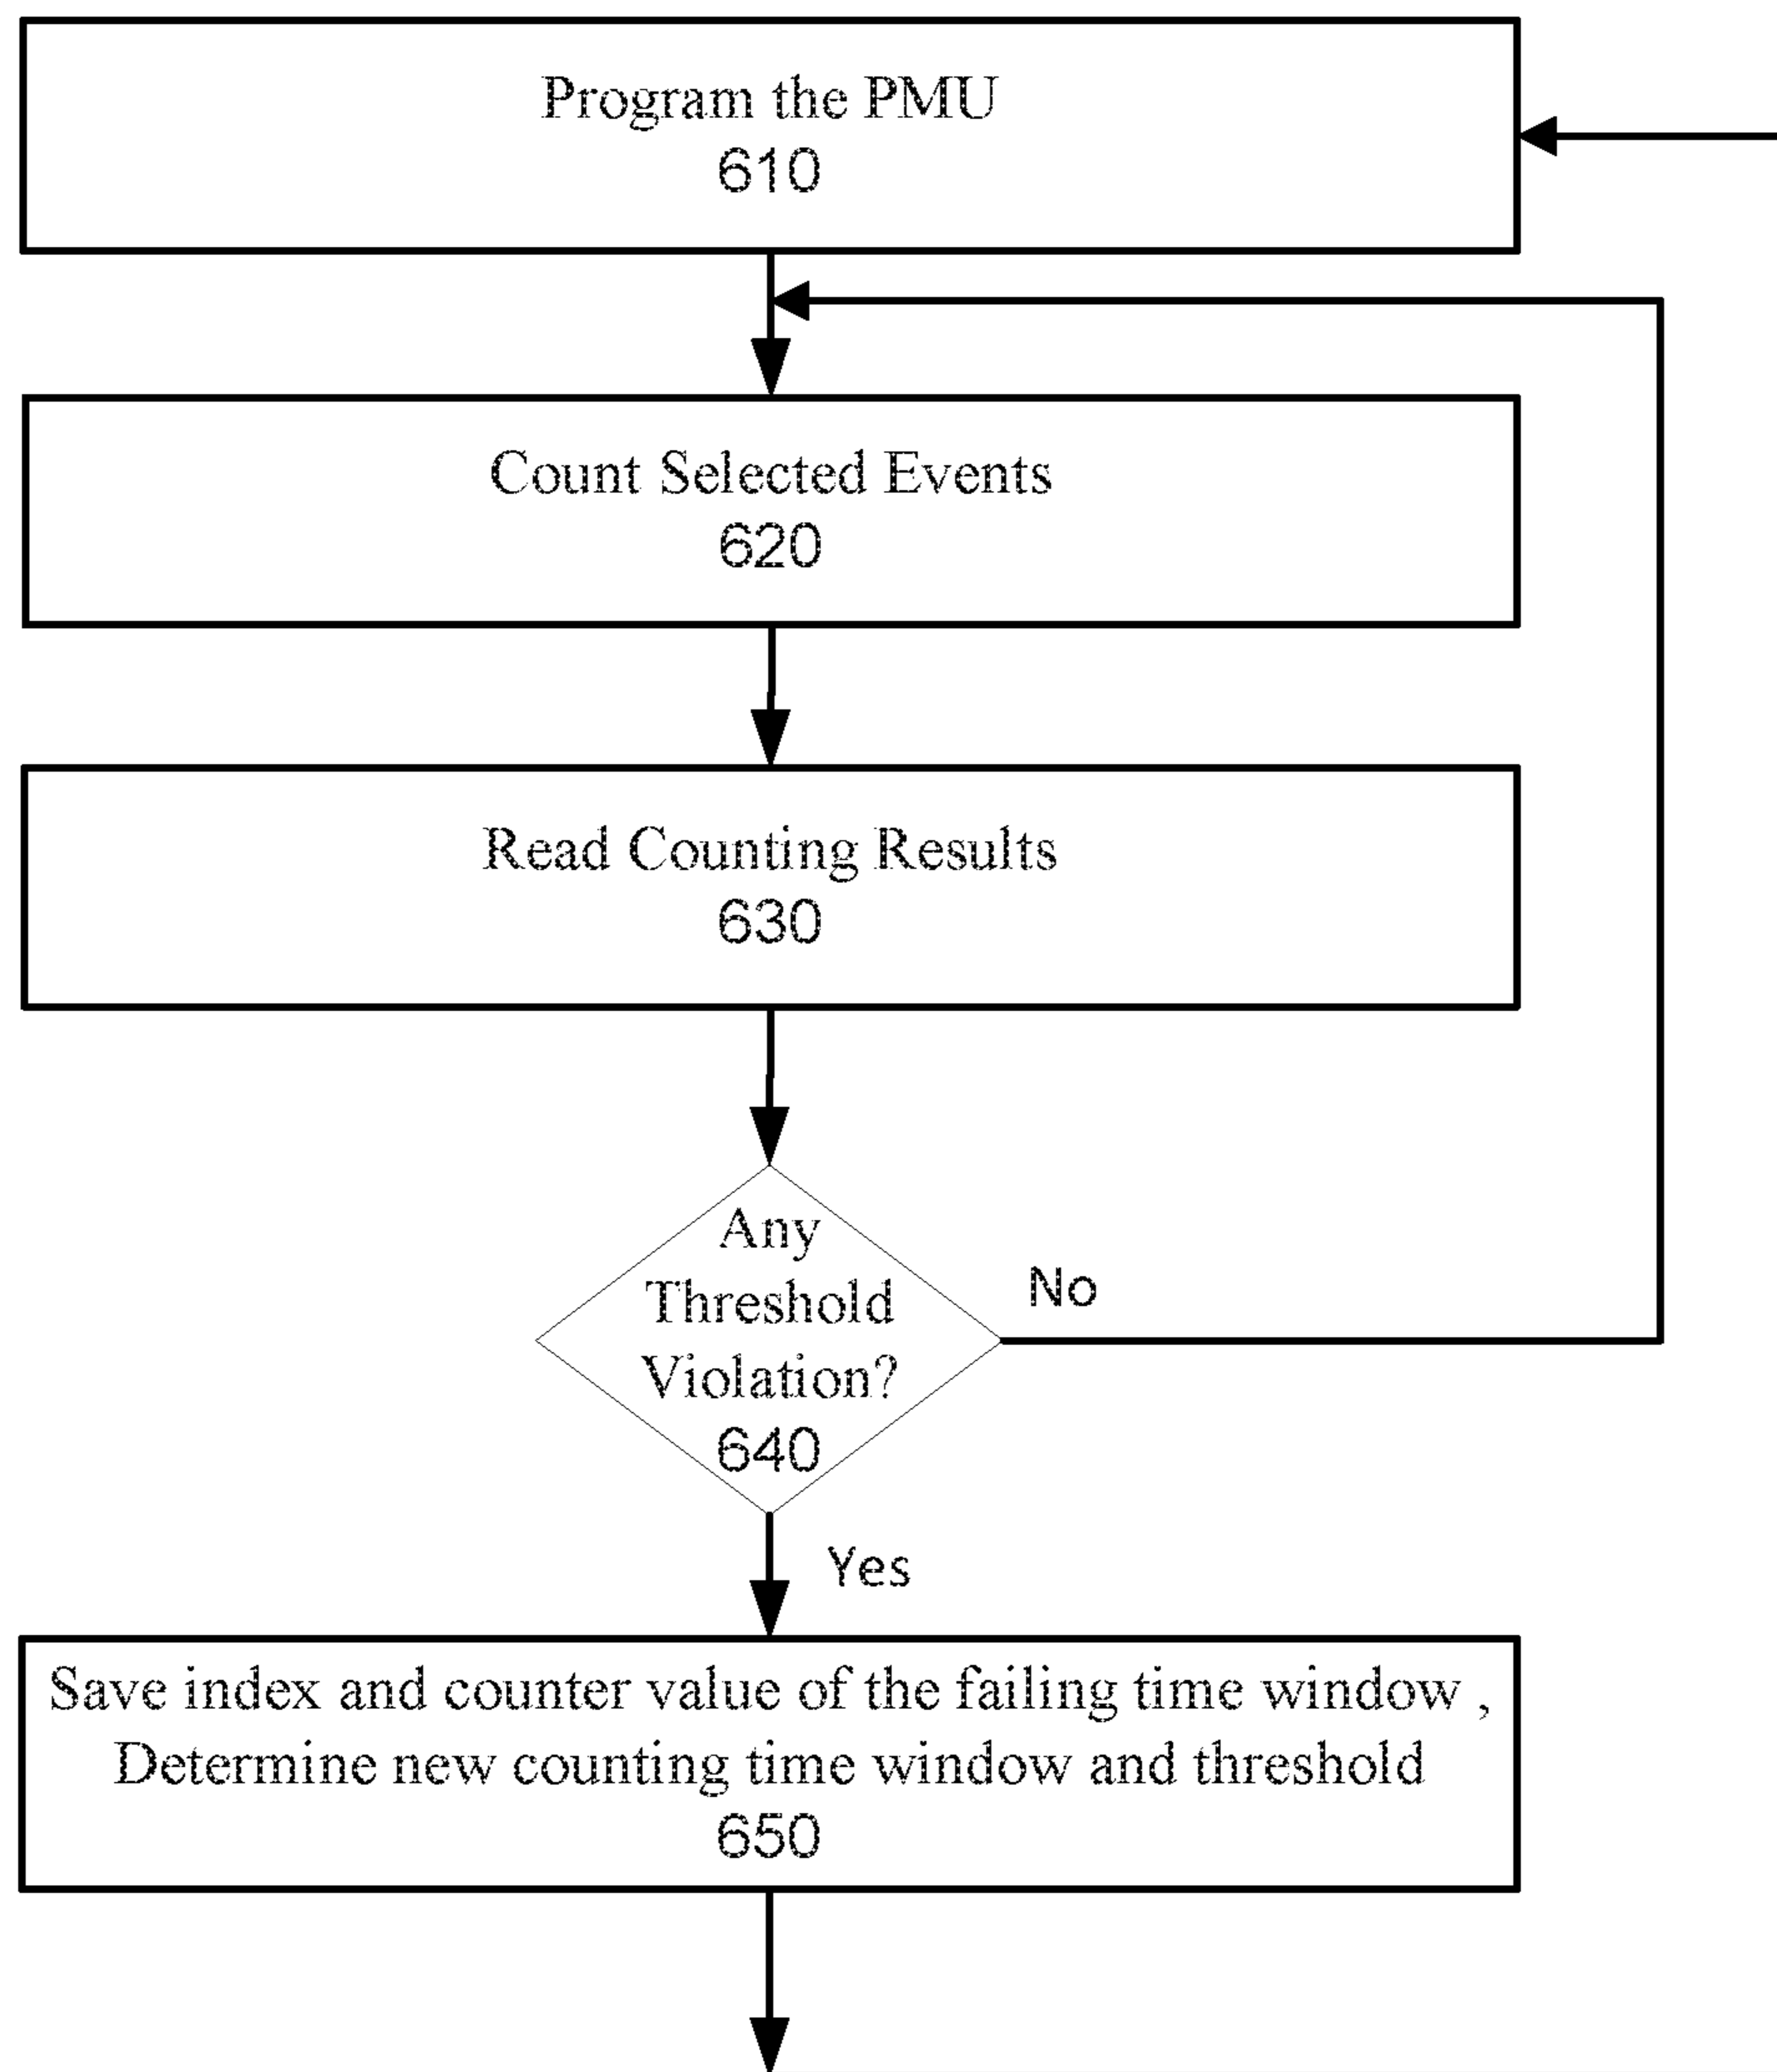 Program the PMU
610
Count Selected Events
620
Read Counting Results
630
Any
Threshold
Violation?
640
No
Yes
Save index and counter value of the failing time window ,
Determine new counting time window and threshold
650